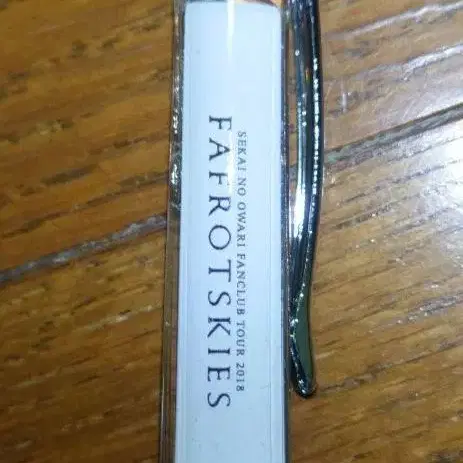 SEKAI NO OWARI FANCLUB TOUR 2018
FAFROTSKIES